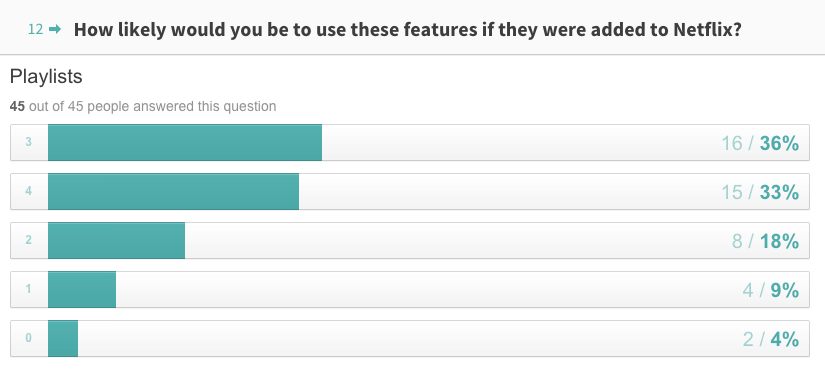 12 → How likely would you be to use these features if they were added to Netflix?
Playlists
45 out of 45 people answered this question
3 16 / 36%
4 15 / 33%
2 8 / 18%
1 4 / 9%
0 2 / 4%